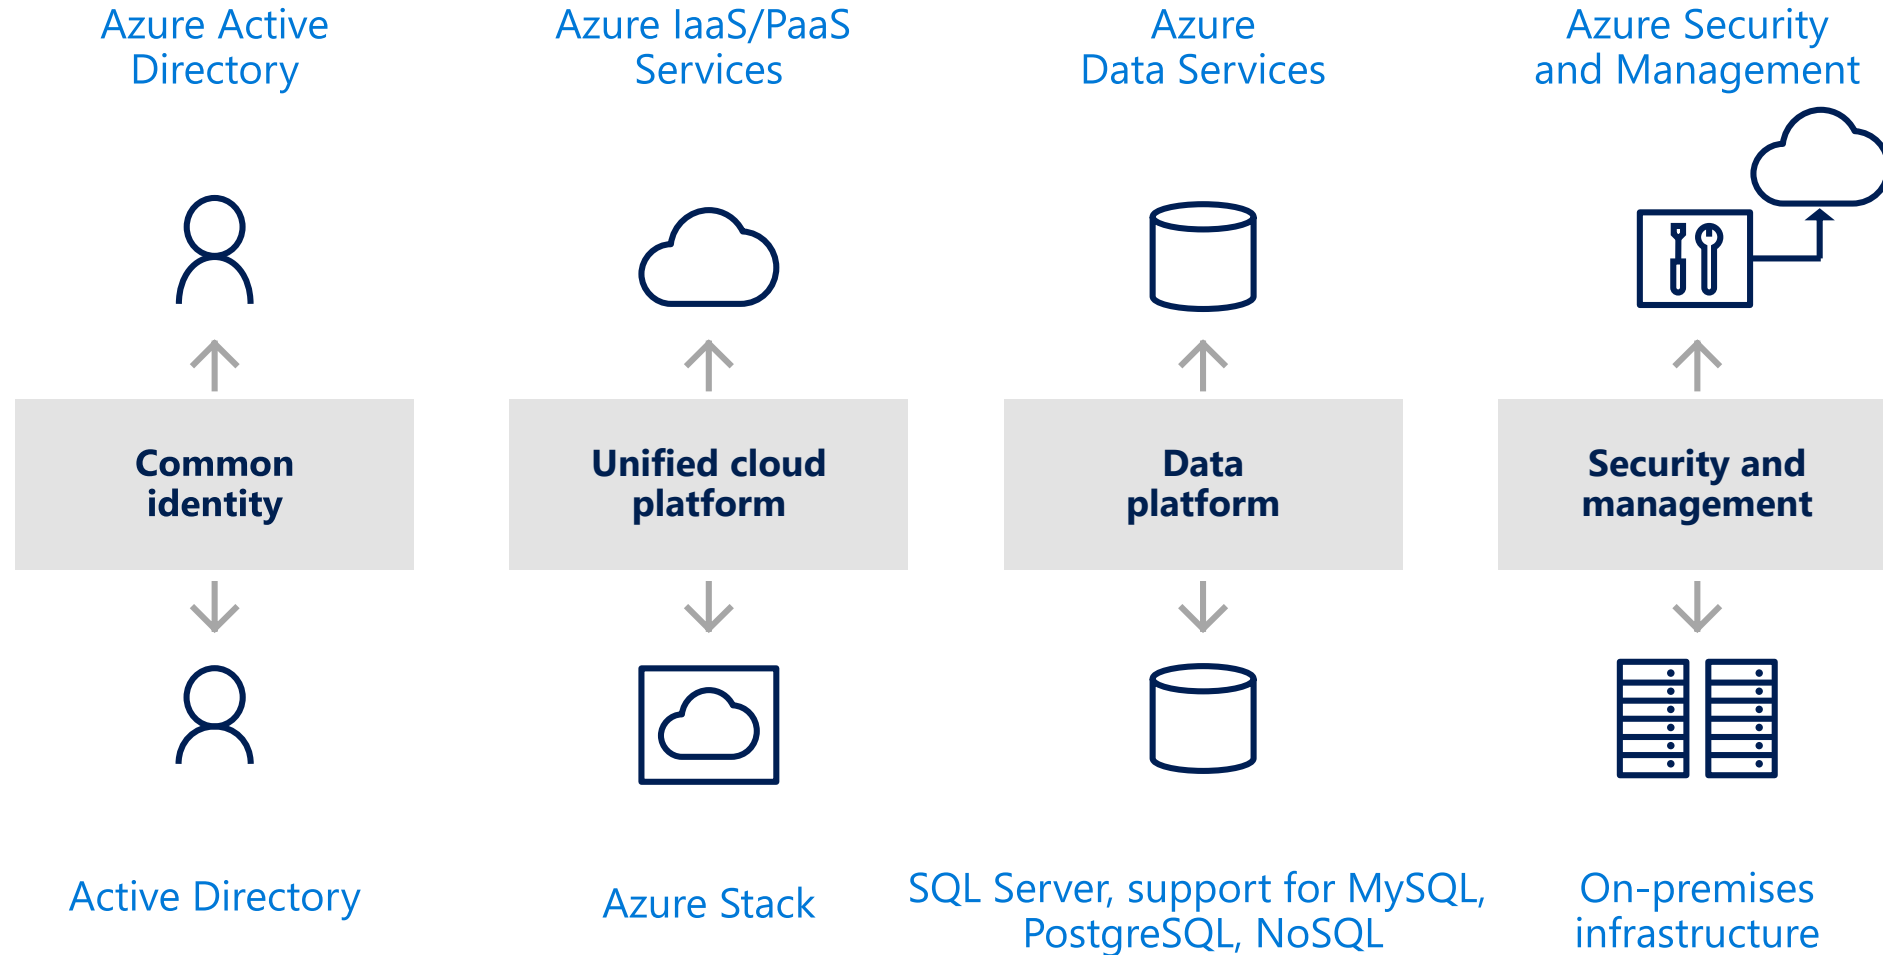 Azure Active
Directory
Azure IaaS/PaaS
Services
Azure
Data Services
Azure Security
and Management
Common
identity
Unified cloud
platform
Data
platform
Security and
management
Active Directory
Azure Stack
SQL Server, support for MySQL,
PostgreSQL, NoSQL
On-premises
infrastructure